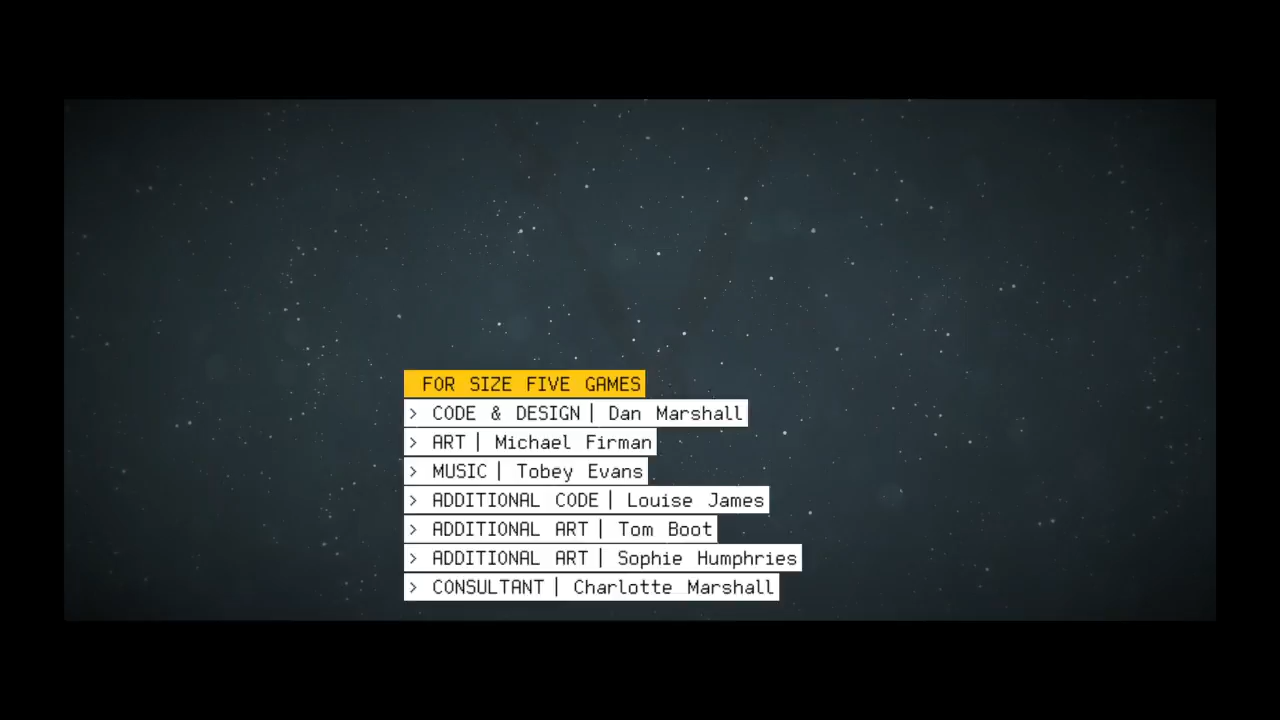 FOR SIZE FIVE GAMES
> CODE & DESIGN | Dan Marshall
> ART | Michael Firman
> MUSIC | Tobey Evans
> ADDITIONAL CODE | Louise James
> ADDITIONAL ART | Tom Boot
> ADDITIONAL ART | Sophie Humphries
> CONSULTANT | Charlotte Marshall